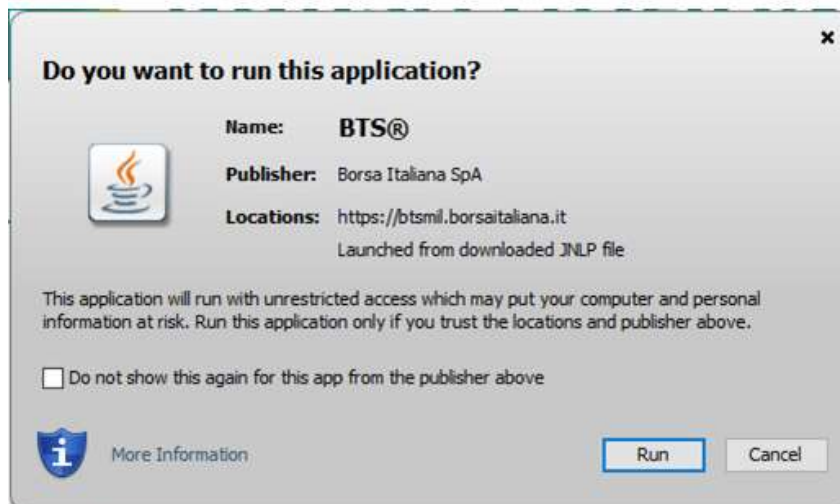 Do you want to run this application?
Name: BTS®
Publisher: Borsa Italiana SpA
Locations: https://btsmil.borsaitaliana.it
Launched from downloaded JNLP file
This application will run with unrestricted access which may put your computer and personal
information at risk. Run this application only if you trust the locations and publisher above.
Do not show this again for this app from the publisher above
More Information
Run
Cancel